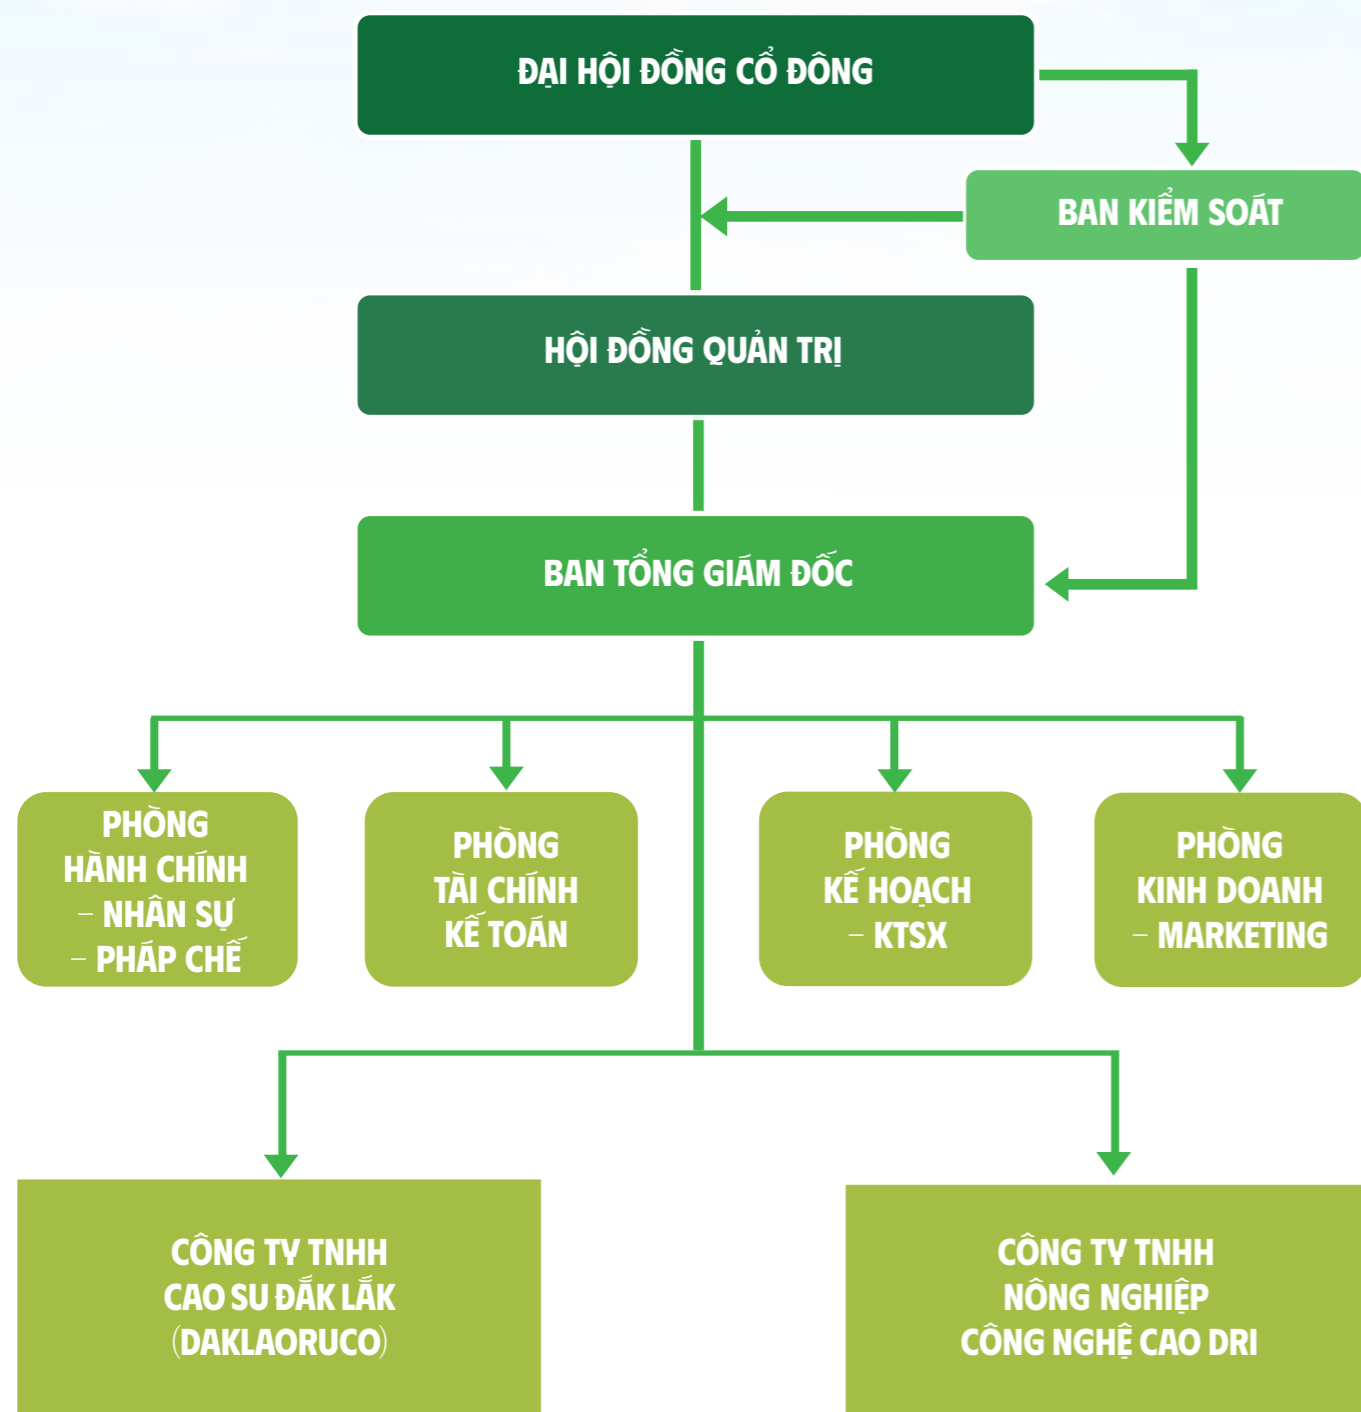 ĐẠI HỘI ĐỒNG CỔ ĐÔNG
BAN KIỂM SOÁT
HỘI ĐỒNG QUẢN TRỊ
BAN TỔNG GIÁM ĐỐC
PHÒNG
HÀNH CHÍNH
– NHÂN SỰ
– PHÁP CHẾ
PHÒNG
TÀI CHÍNH
KẾ TOÁN
PHÒNG
KẾ HOẠCH
– KTSX
PHÒNG
KINH DOANH
– MARKETING
CÔNG TY TNHH
CAO SU ĐẮK LẮK
(DAKLAORUCO)
CÔNG TY TNHH
NÔNG NGHIỆP
CÔNG NGHỆ CAO DRI